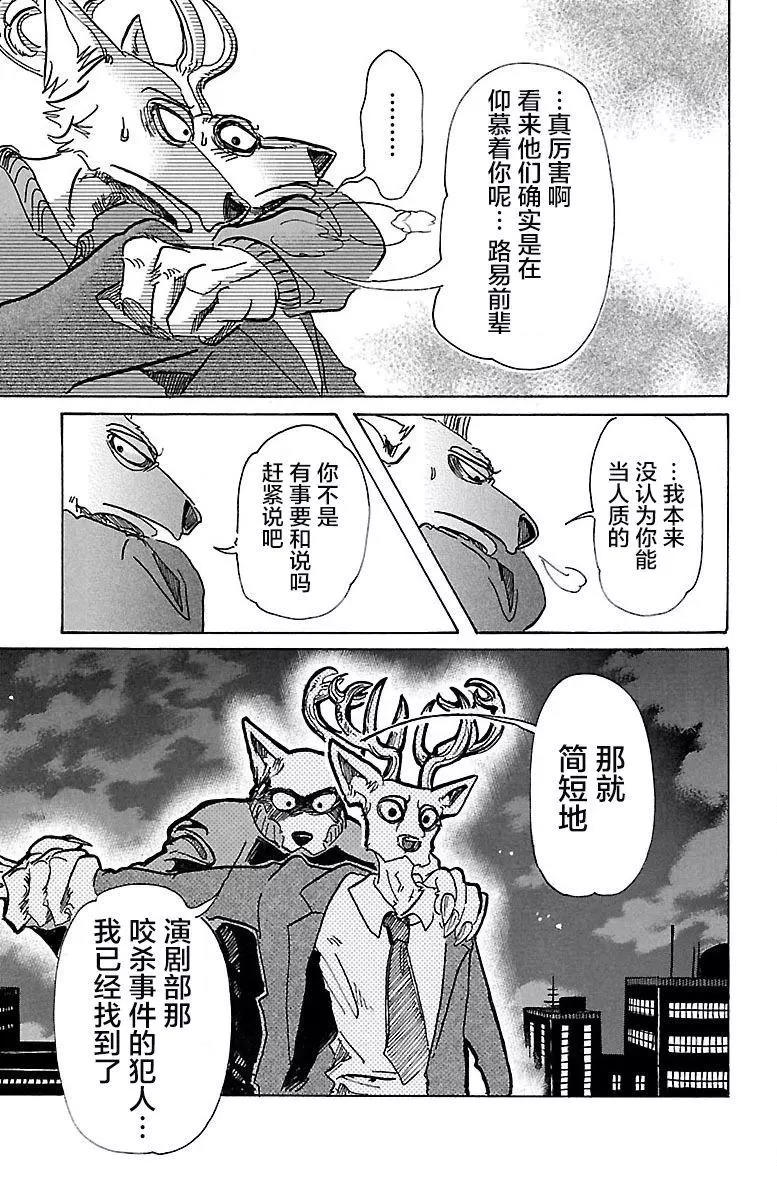 …真厉害啊
看来他们确实是在
仰慕着你呢…路易前辈
……
…我本来
没认为你能
当人质的
你不是
有事要和说吗
赶紧说吧
那就
简短地
演剧部那
咬杀事件的犯人…
我已经找到了